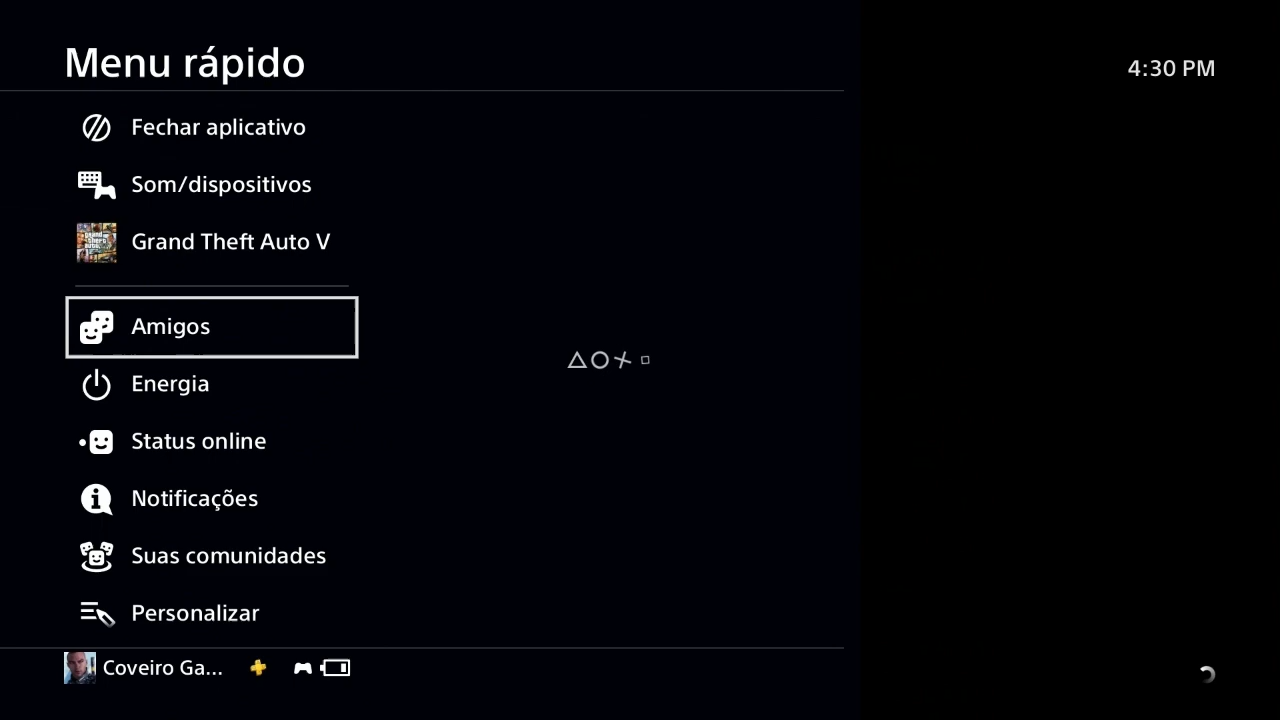 Menu rápido
4:30 PM
Fechar aplicativo
Som/dispositivos
Grand Theft Auto V
Amigos
Energia
Status online
Notificações
Suas comunidades
Personalizar
Coveiro Ga...